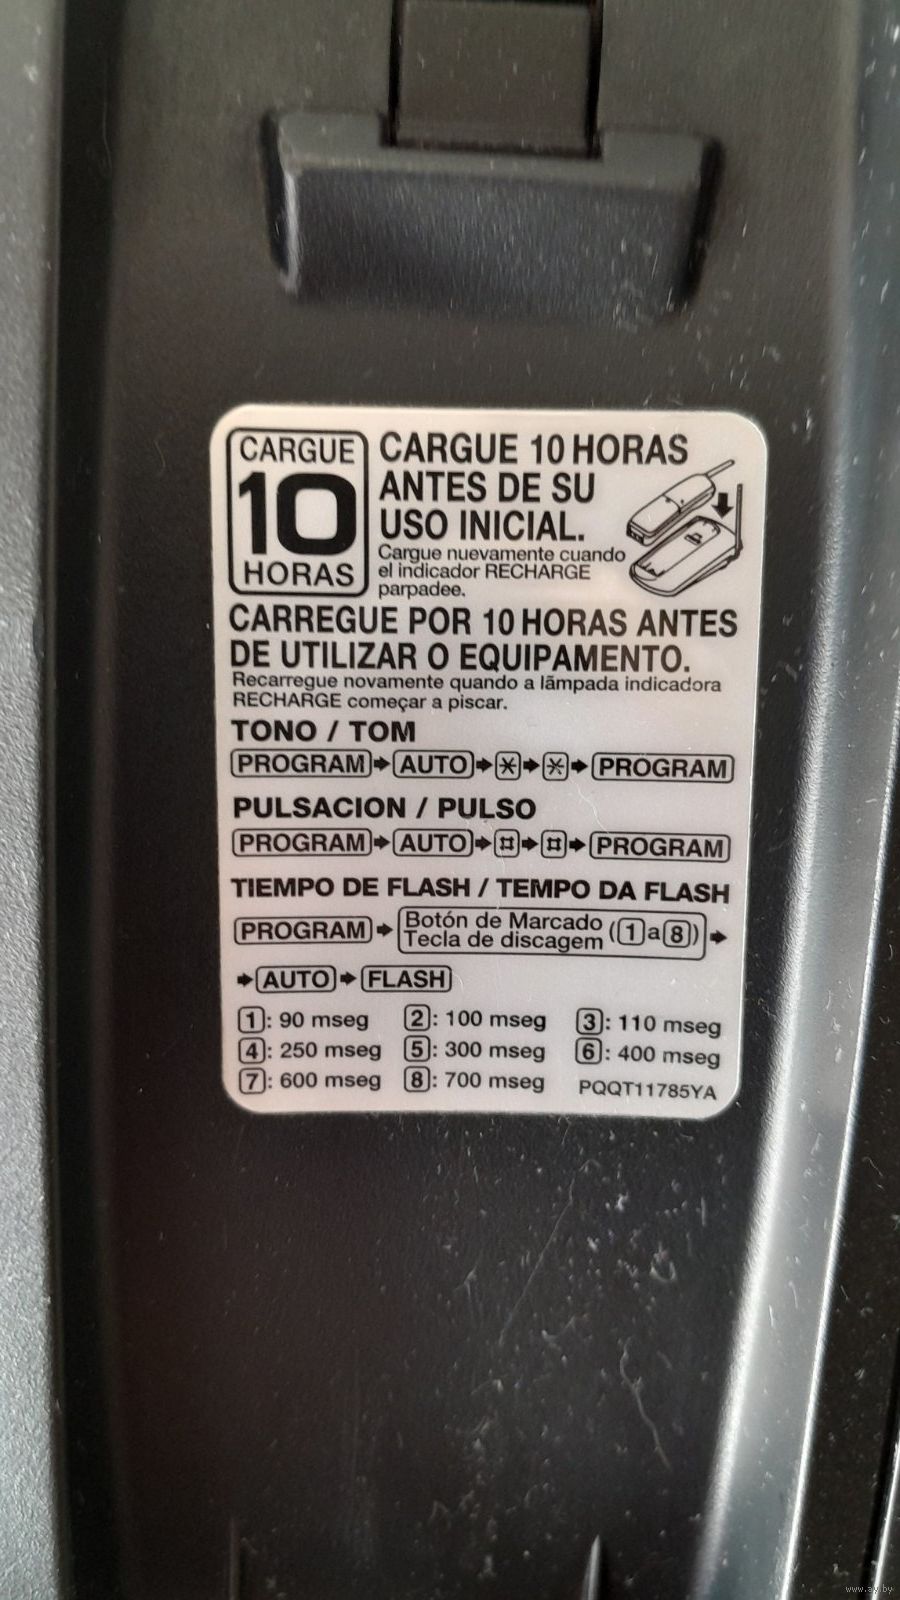 CARGUE
10
HORAS
CARGUE 10 HORAS
ANTES DE SU
USO INICIAL.
Cargue nuevamente cuando
el indicador RECHARGE
parpadee.
CARREGUE POR 10 HORAS ANTES
DE UTILIZAR O EQUIPAMENTO.
Recarregue novamente quando a lãmpada indicadora
RECHARGE começar a piscar.
TONO / TOM
PROGRAM ➔ AUTO ➔ * ➔ * ➔ PROGRAM
PULSACION / PULSO
PROGRAM ➔ AUTO ➔ # ➔ # ➔ PROGRAM
TIEMPO DE FLASH / TEMPO DA FLASH
PROGRAM ➔ Botón de Marcado
Tecla de discagem (1 a 8) ➔
➔ AUTO ➔ FLASH
1: 90 mseg 2: 100 mseg 3: 110 mseg
4: 250 mseg 5: 300 mseg 6: 400 mseg
7: 600 mseg 8: 700 mseg PQQT11785YA
www.ay.by